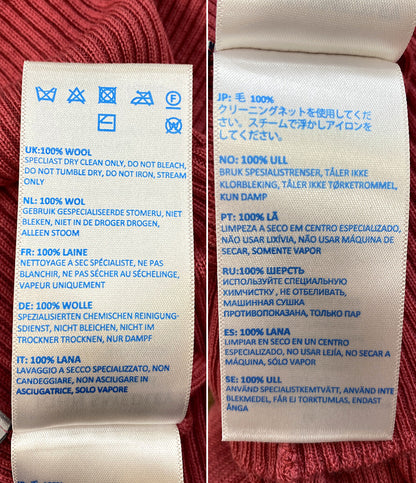 UK:100% WOOL
SPECLIAST DRY CLEAN ONLY, DO NOT BLEACH,
DO NOT TUMBLE DRY, DO NOT IRON, STREAM
ONLY
NL: 100% WOL
GEBRUIK GESPECIALISEERDE STOMERIJ, NIET
BLEKEN, NIET IN DE DROGER DROGEN,
ALLEEN STOOM
FR: 100% LAINE
NETTOYAGE A SEC SPÉCIALISTE, NE PAS
BLANCHIR, NE PAS SÉCHER AU SÉCHELINGE,
VAPEUR UNIQUEMENT
DE: 100% WOLLE
SPEZIALISIERTEN CHEMISCHEN REINIGUNG-
SDIENST, NICHT BLEICHEN, NICHT IM
TROCKNER TROCKNEN, NUR DAMPF
IT: 100% LANA
LAVAGGIO A SECO SPECIALIZZATO, NON
CANDEGGIARE, NON ASCIUGARE IN
ASCIUGATRICE, SOLO VAPORE
JP: 毛 100%
クリーニングネットを使用してくだ
さい。スチームで浮かしアイロンを
してください。
NO: 100% ULL
BRUK SPESIALISTRENSER, TÅLER IKKE
KLORBLEKING, TÅLER IKKE TØRKETROMMEL,
KUN DAMP
PT: 100% LÃ
LIMPEZA A SECO EM CENTRO ESPECIALIZADO,
NÃO USAR LIXÍVIA, NÃO USAR MÁQUINA DE
SECAR, SOMENTE VAPOR
RU: 100% ШЕРСТЬ
ИСПОЛЬЗУЙТЕ СПЕЦИАЛЬНУЮ
ХИМЧИСТКУ , НЕ ОТБЕЛИВАТЬ,
МАШИННАЯ СУШКА
ПРОТИВОПОКАЗАНА, ТОЛЬКО ПАР
ES: 100% LANA
LIMPIAR EN SECO EN UN CENTRO
ESPECIALIZADO, NO USAR LEJÍA, NO SECAR A
MÁQUINA, SÓLO VAPOR
SE: 100% ULL
ANVÄND SPECIALISTKEMTVÄTT, ANVÄND INTE
BLEKMEDEL, FÅR EJ TORKTUMLAS, ENDAST
ÅNGA